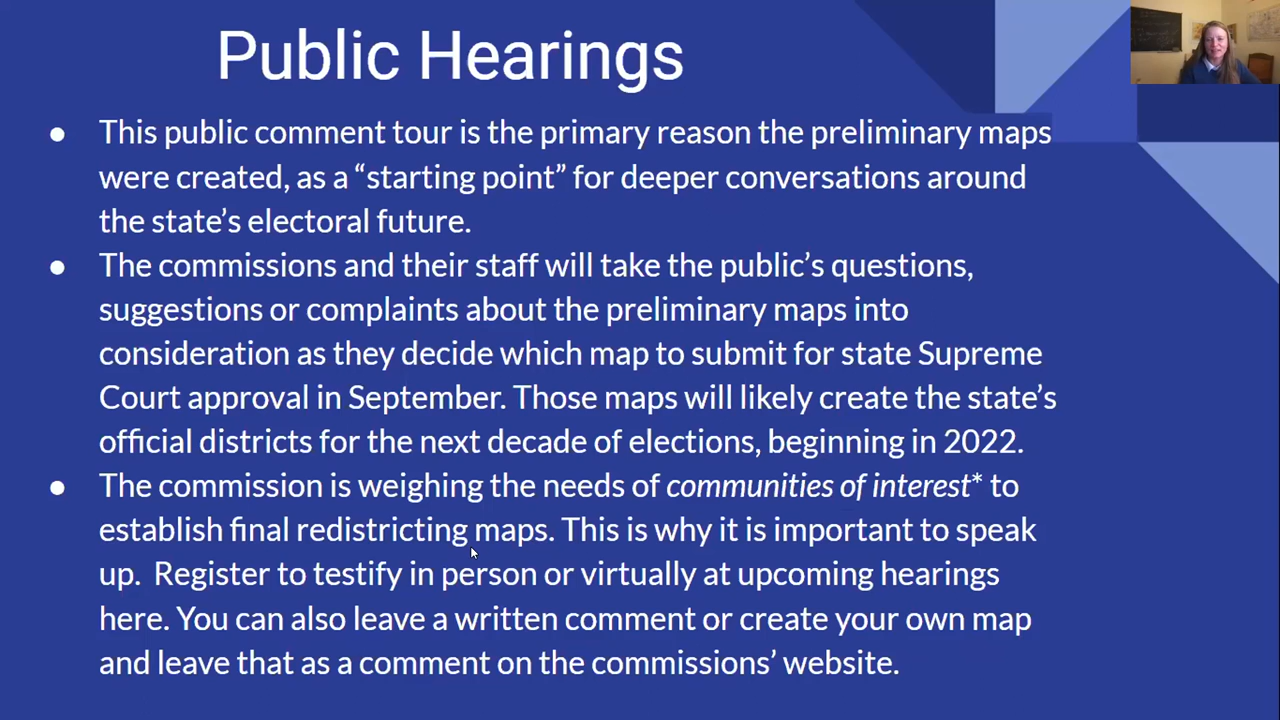 Public Hearings
● This public comment tour is the primary reason the preliminary maps
were created, as a “starting point” for deeper conversations around
the state’s electoral future.
● The commissions and their staff will take the public’s questions,
suggestions or complaints about the preliminary maps into
consideration as they decide which map to submit for state Supreme
Court approval in September. Those maps will likely create the state’s
official districts for the next decade of elections, beginning in 2022.
● The commission is weighing the needs of communities of interest* to
establish final redistricting maps. This is why it is important to speak
up.  Register to testify in person or virtually at upcoming hearings
here. You can also leave a written comment or create your own map
and leave that as a comment on the commissions’ website.